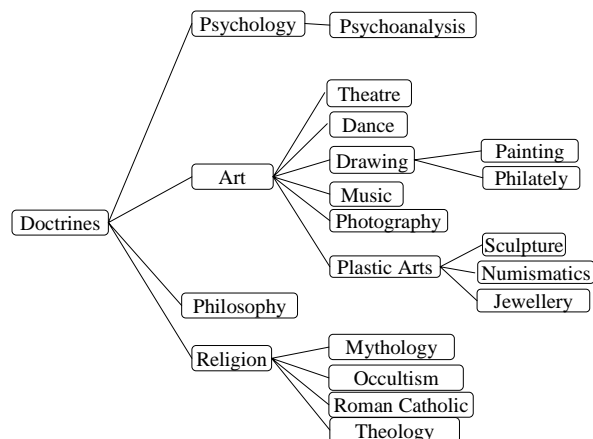 Psychology
Psychoanalysis
Theatre
Dance
Drawing
Painting
Philately
Art
Music
Photography
Doctrines
Plastic Arts
Sculpture
Numismatics
Jewellery
Philosophy
Religion
Mythology
Occultism
Roman Catholic
Theology